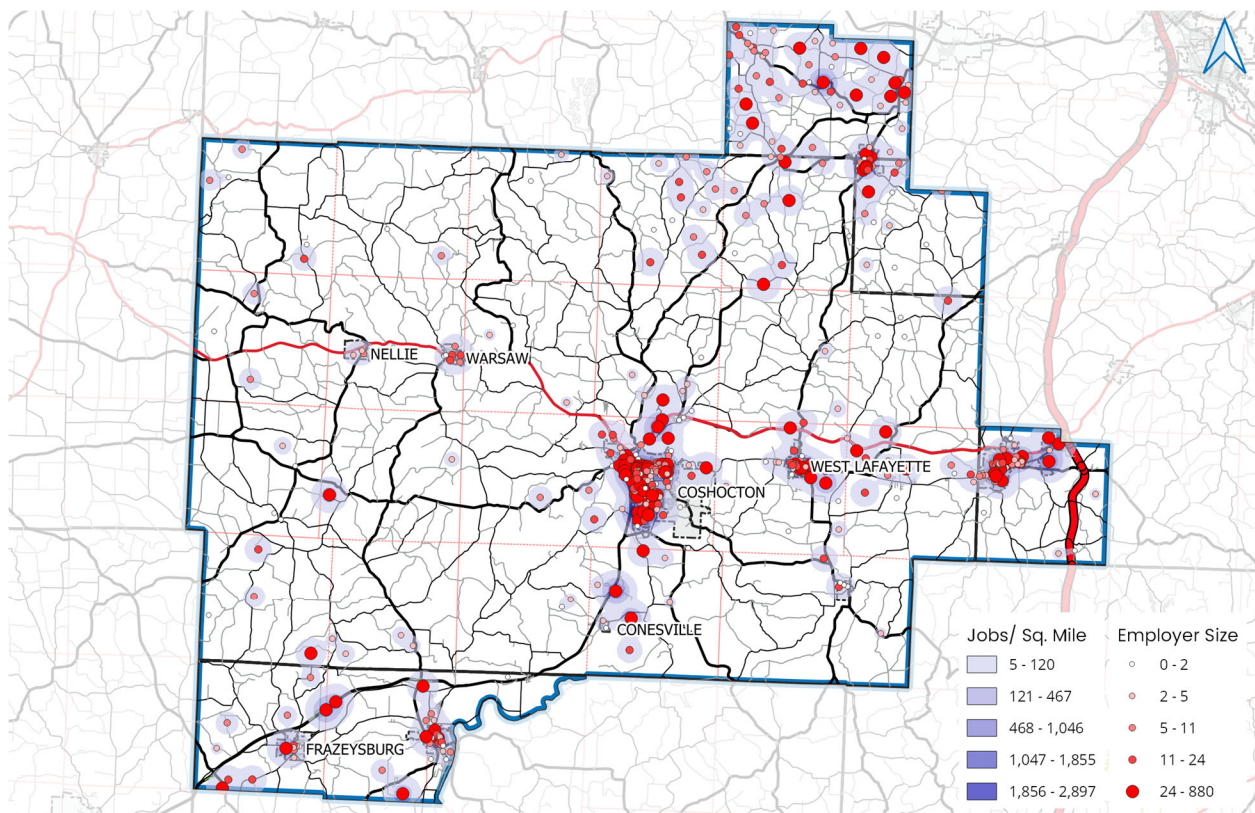 NELLIE
WARSAW
WEST LAFAYETTE
COSHOCTON
CONESVILLE
FRAZEYSBURG
Jobs/ Sq. Mile
5 - 120
121 - 467
468 - 1,046
1,047 - 1,855
1,856 - 2,897
Employer Size
0 - 2
2 - 5
5 - 11
11 - 24
24 - 880